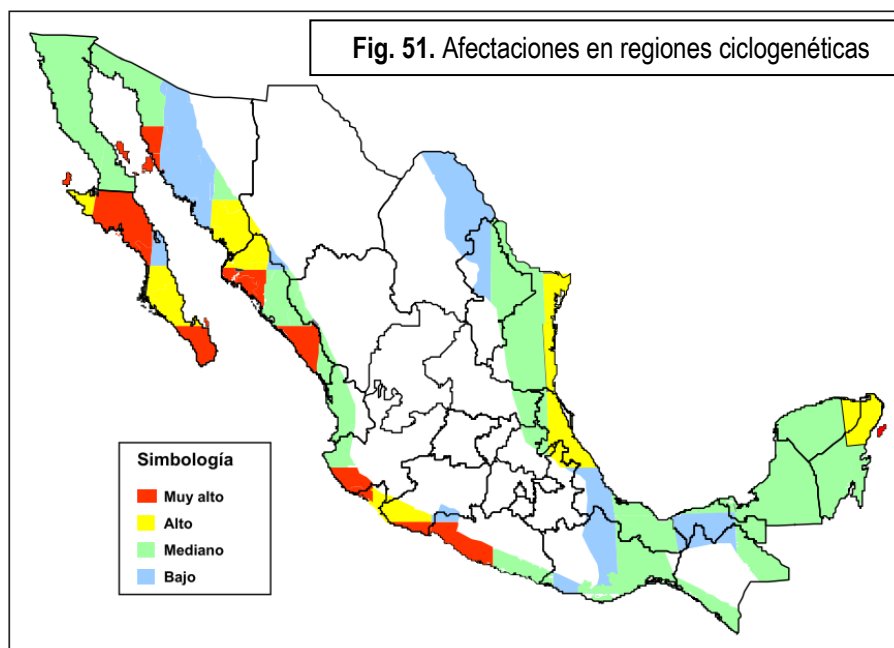 Fig. 51. Afectaciones en regiones ciclogenéticas
Simbología
Muy alto
Alto
Mediano
Bajo